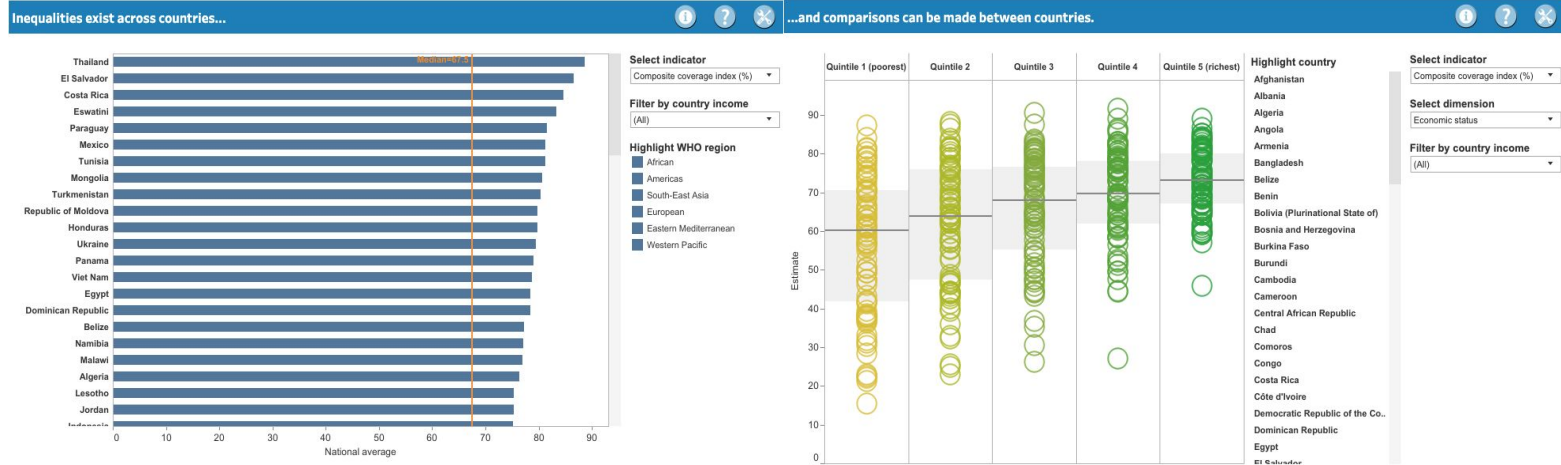 Inequalities exist across countries...
Median=67.5
Thailand
El Salvador
Costa Rica
Eswatini
Paraguay
Mexico
Tunisia
Mongolia
Turkmenistan
Republic of Moldova
Honduras
Ukraine
Panama
Viet Nam
Egypt
Dominican Republic
Belize
Namibia
Malawi
Algeria
Lesotho
Jordan
Indonesia
0 10 20 30 40 50 60 70 80 90
National average
Select indicator
Composite coverage index (%)
Filter by country income
(All)
Highlight WHO region
African
Americas
South-East Asia
European
Eastern Mediterranean
Western Pacific
...and comparisons can be made between countries.
Quintile 1 (poorest) Quintile 2 Quintile 3 Quintile 4 Quintile 5 (richest)
Estimate
90
80
70
60
50
40
30
20
10
0
Highlight country
Afghanistan
Albania
Algeria
Angola
Armenia
Bangladesh
Belize
Benin
Bolivia (Plurinational State of)
Bosnia and Herzegovina
Burkina Faso
Burundi
Cambodia
Cameroon
Central African Republic
Chad
Comoros
Congo
Costa Rica
Côte d'Ivoire
Democratic Republic of the Co..
Dominican Republic
Egypt
El Salvador
Select indicator
Composite coverage index (%)
Select dimension
Economic status
Filter by country income
(All)